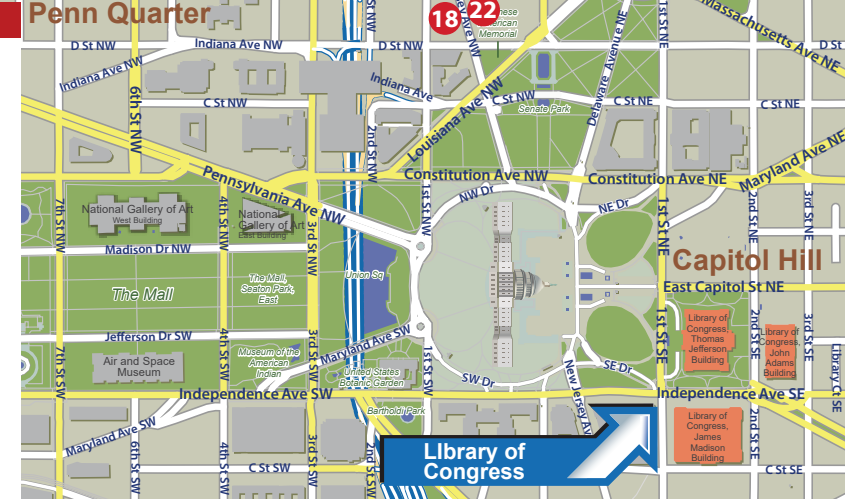 Penn Quarter
18
22
Memorial
D St NW
Indiana Ave NW
D St NW
Massachusetts Ave NE
D St
1st St NE
Indiana Ave NW
Indiana Ave
6th St NW
C St NW
Louisiana Ave NW
C St NW
Senate Park
Delaware Avenue NE
C St NE
C St NE
2nd St NW
Constitution Ave NW
Constitution Ave NE
Maryland Ave NE
Pennsylvania Ave NW
7th St NW
National Gallery of Art
West Building
4th St NW
National
Gallery of Art
East Building
3rd St NW
1st St NW
NW Dr
NE Dr
1st St NE
2nd St NE
3rd St NE
Madison Dr NW
Capitol Hill
The Mall
The Mall,
Seaton Park,
East
Union Sq
East Capitol St NE
Jefferson Dr SW
Air and Space
Museum
7th St SW
4th St SW
Museum of the
American
Indian
3rd St SW
Maryland Ave SW
United States
Botanic Garden
1st St SW
SW Dr
SE Dr
New Jersey Av
1st St SE
Library of
Congress,
Thomas
Jefferson
Building
2nd St SE
Library of
Congress,
John
Adams
Building
3rd St SE
Library Ct SE
Independence Ave SW
Independence Ave SE
Bartholdi Park
Maryland Ave SW
6th St SW
4th St SW
3rd St SW
2nd St SW
C St SW
LIbrary of
Congress
Library of
Congress,
James
Madison
Building
2nd St SE
C St SE